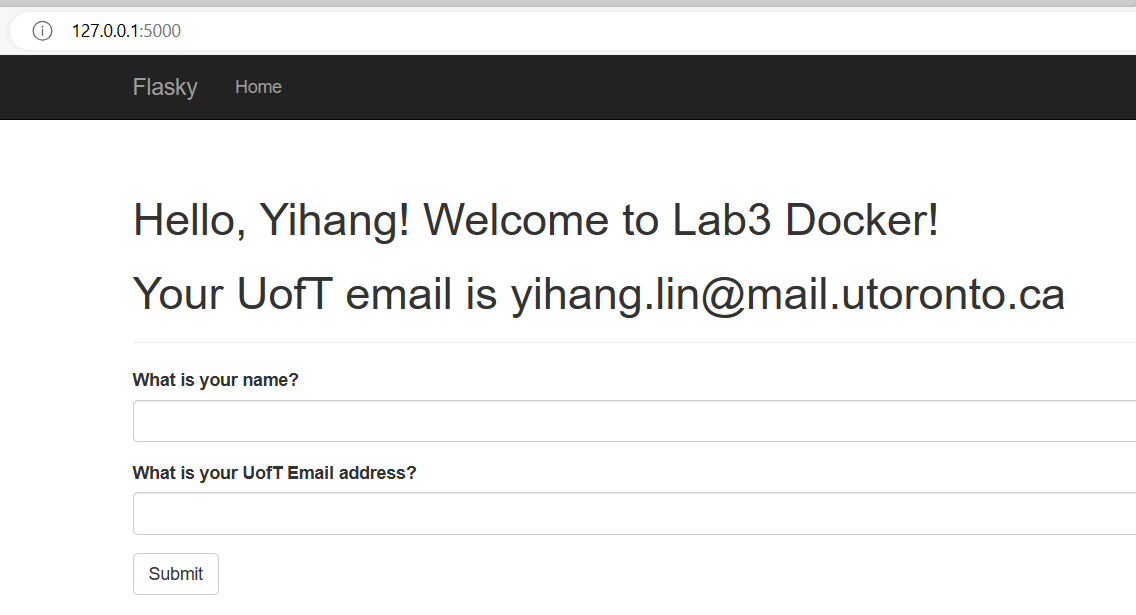 127.0.0.1:5000
Flasky Home
Hello, Yihang! Welcome to Lab3 Docker!
Your UofT email is yihang.lin@mail.utoronto.ca
What is your name?
What is your UofT Email address?
Submit